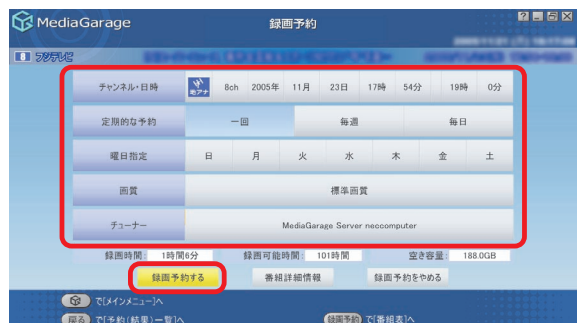 MediaGarage 録画予約
8 フジテレビ
チャンネル・日時 地アナ 8ch 2005年 11月 23日 17時 54分 19時 0分
定期的な予約 一回 毎週 毎日
曜日指定 日 月 火 水 木 金 土
画質 標準画質
チューナー MediaGarage Server neccomputer
録画時間: 1時間6分 録画可能時間: 101時間 空き容量: 188.0GB
録画予約する 番組詳細情報 録画予約をやめる
で[メインメニュー]へ
戻る で[予約(結果)一覧]へ 録画予約 で[番組表]へ